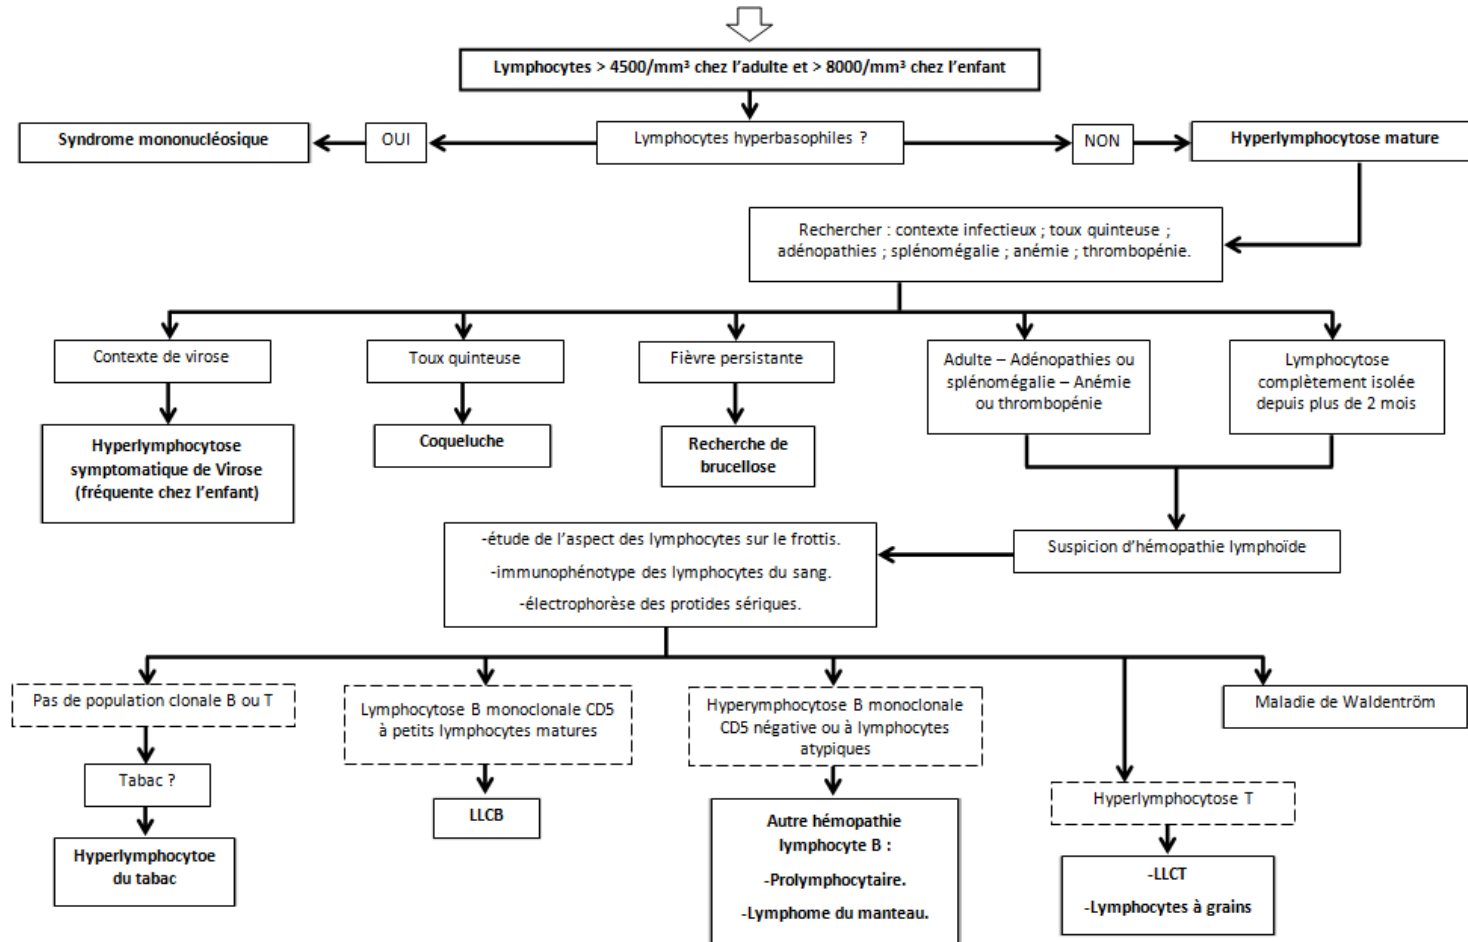 Lymphocytes > 4500/mm³ chez l'adulte et > 8000/mm³ chez l'enfant
Syndrome mononucléosique
OUI
Lymphocytes hyperbasophiles ?
NON
Hyperlymphocytose mature
Rechercher : contexte infectieux ; toux quinteuse ;
adénopathies ; splénomégalie ; anémie ; thrombopénie.
Contexte de virose
Toux quinteuse
Fièvre persistante
Adulte – Adénopathies ou
splénomégalie – Anémie
ou thrombopénie
Lymphocytose
complètement isolée
depuis plus de 2 mois
Hyperlymphocytose
symptomatique de Virose
(fréquente chez l'enfant)
Coqueluche
Recherche de
brucellose
Suspicion d'hémopathie lymphoïde
-étude de l'aspect des lymphocytes sur le frottis.
-immunophénotype des lymphocytes du sang.
-électrophorèse des protides sériques.
Pas de population clonale B ou T
Lymphocytose B monoclonale CD5
à petits lymphocytes matures
Hyperymphocytose B monoclonale
CD5 négative ou à lymphocytes
atypiques
Maladie de Waldentröm
Tabac ?
LLCB
Hyperlymphocytose T
Hyperlymphocytoe
du tabac
Autre hémopathie
lymphocyte B :
-Prolymphocytaire.
-Lymphome du manteau.
-LLCT
-Lymphocytes à grains